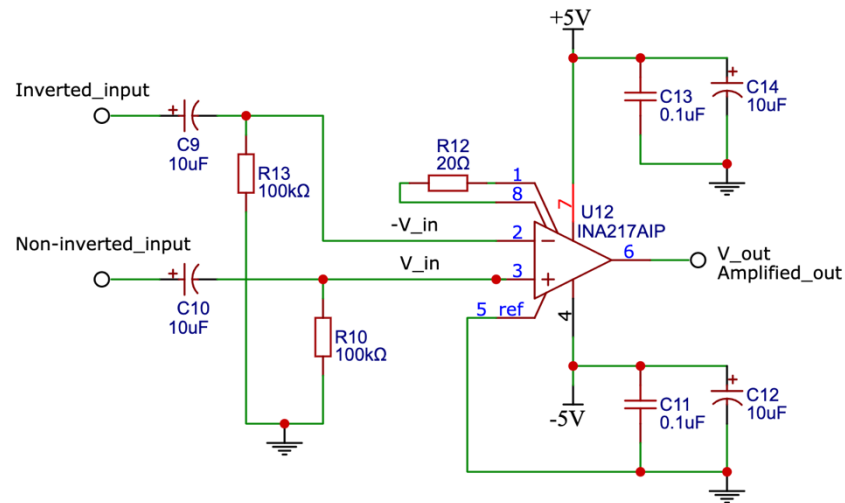 +5V
Inverted_input
C9
10uF
R13
100kΩ
R12
20Ω
1
8
7
U12
INA217AIP
C13
0.1uF
C14
10uF
-V_in
2
Non-inverted_input
V_in
3
6
V_out
Amplified_out
C10
10uF
R10
100kΩ
5 ref
4
-5V
C11
0.1uF
C12
10uF